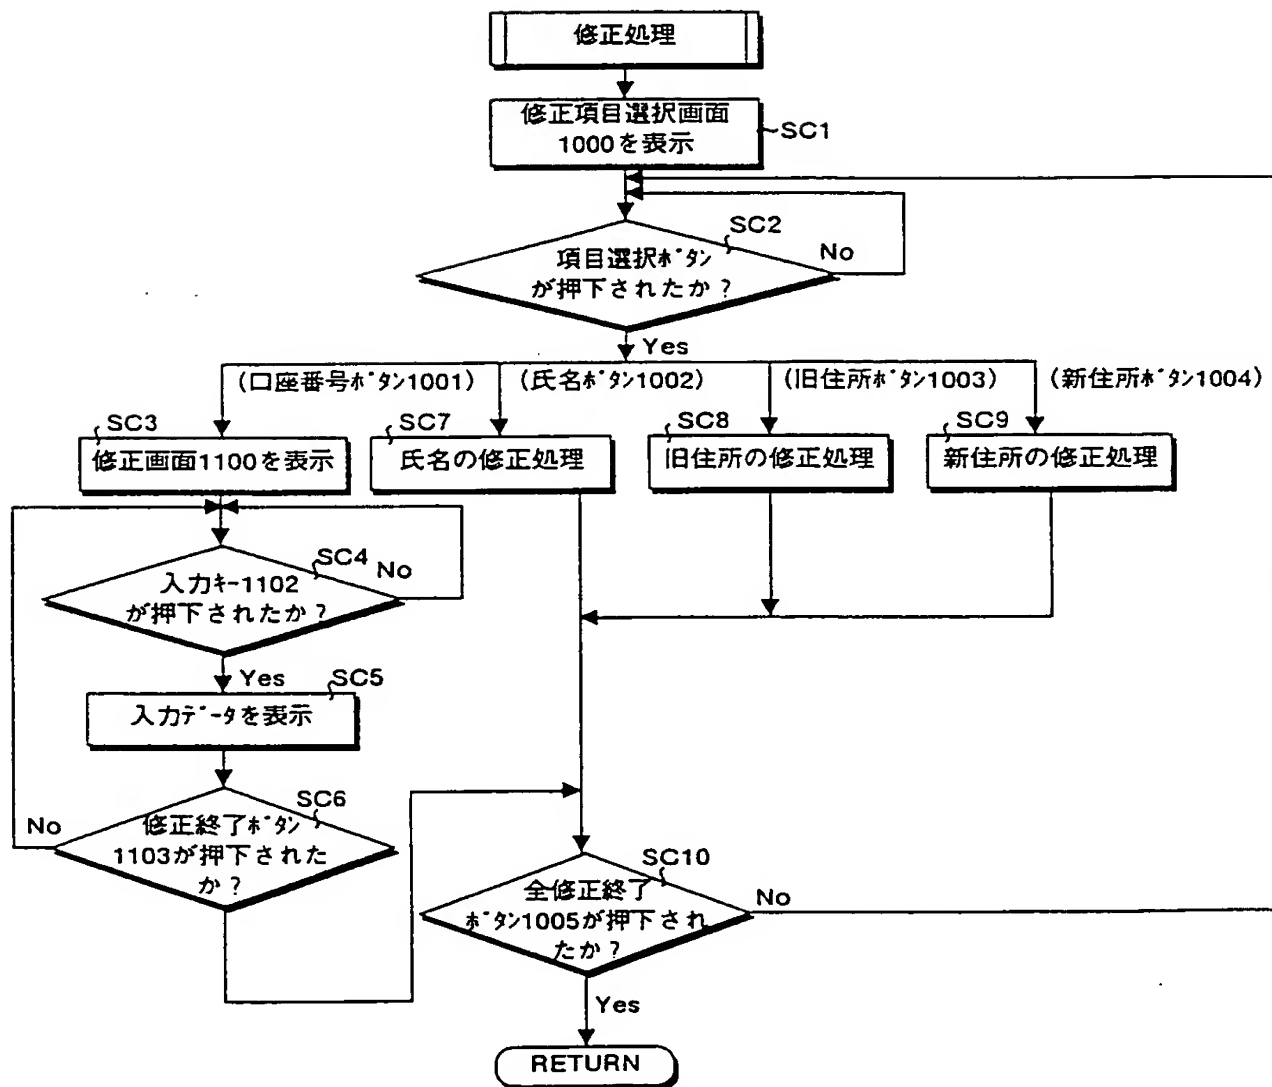 修正処理
修正項目選択画面
1000を表示
SC1
SC2
項目選択ﾎﾞﾀﾝ
が押下されたか？
No
Yes
(口座番号ﾎﾞﾀﾝ1001)
(氏名ﾎﾞﾀﾝ1002)
(旧住所ﾎﾞﾀﾝ1003)
(新住所ﾎﾞﾀﾝ1004)
SC3
修正画面1100を表示
SC7
氏名の修正処理
SC8
旧住所の修正処理
SC9
新住所の修正処理
SC4
入力ｷｰ1102
が押下されたか？
No
Yes
SC5
入力ﾃﾞｰﾀを表示
SC6
修正終了ﾎﾞﾀﾝ
1103が押下された
か？
No
SC10
全修正終了
ﾎﾞﾀﾝ1005が押下され
たか？
No
Yes
RETURN